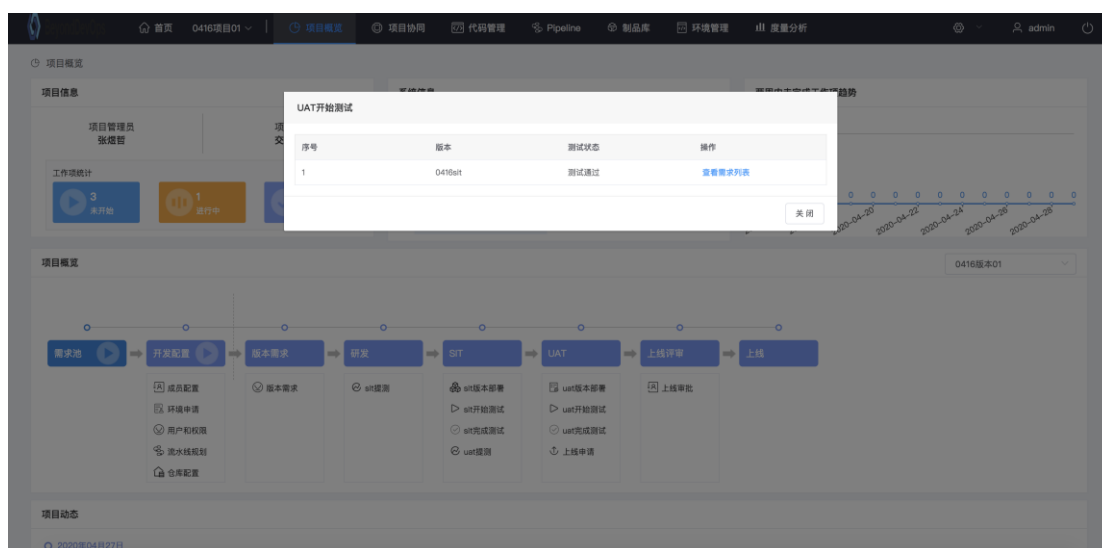 首页 0416项目01 项目概览 项目协同 代码管理 Pipeline 制品库 环境管理 度量分析 admin
项目概览
项目信息
项目管理员
张煜哲
工作项统计
3
未开始
1
进行中
UAT开始测试
序号 版本 测试状态 操作
1 0416sit 测试通过 查看需求列表
关闭
0 0 0 0 0 0 0 0 0 0 0
2020-04-20 2020-04-22 2020-04-24 2020-04-26 2020-04-28
项目概览 0416版本01
需求池 开发配置 版本需求 研发 SIT UAT 上线评审 上线
成员配置 版本需求 sit提测 sit版本部署 uat版本部署 上线审批
环境申请 sit开始测试 uat开始测试
用户和权限 sit完成测试 uat完成测试
流水线规划 uat提测 上线申请
仓库配置
项目动态
2020年04月27日